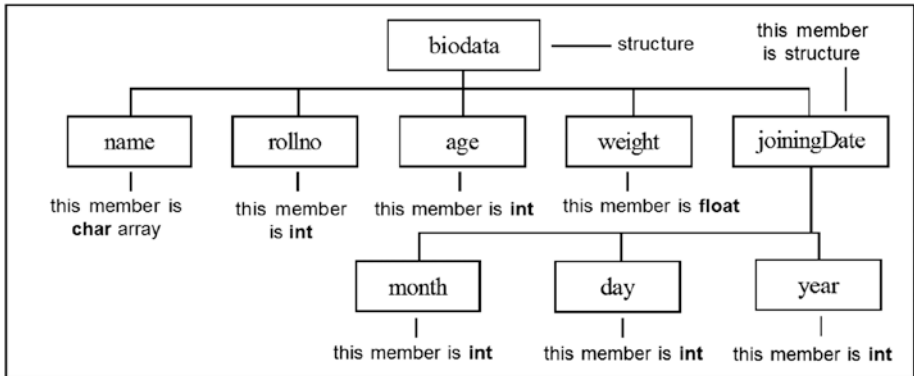 this member
is structure
biodata
structure
name
rollno
age
weight
joiningDate
this member is
char array
this member
is int
this member is int
this member is float
month
day
year
this member is int
this member is int
this member is int